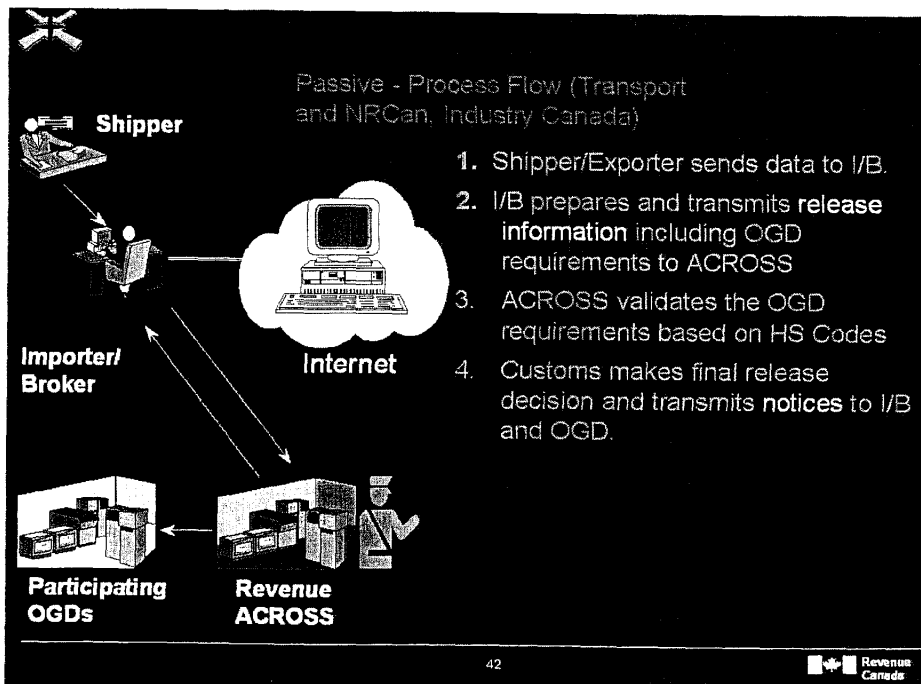 Passive - Process Flow (Transport
and NRCan, Industry Canada)
Shipper
1. Shipper/Exporter sends data to I/B.
2. I/B prepares and transmits release
information including OGD
requirements to ACROSS
3. ACROSS validates the OGD
requirements based on HS Codes
4. Customs makes final release
decision and transmits notices to I/B
and OGD.
Internet
Importer/
Broker
Participating
OGDs
Revenue
ACROSS
42
Revenue
Canada